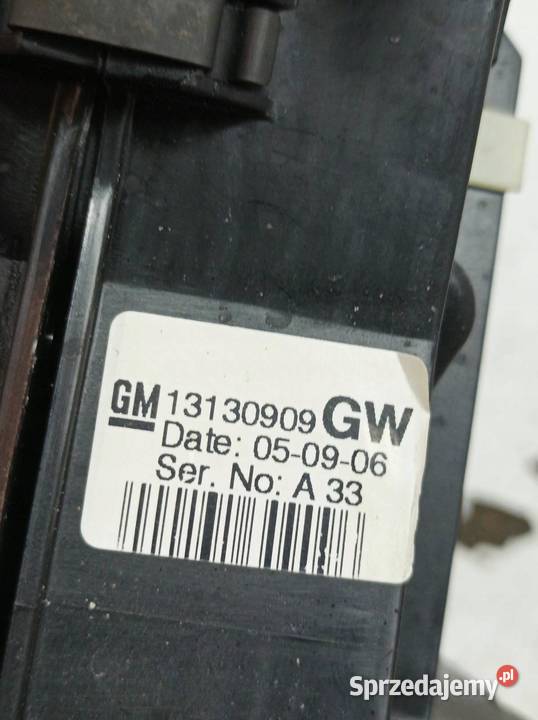 GM 13130909 GW
Date: 05-09-06
Ser. No: A 33
Sprzedajemy.pl